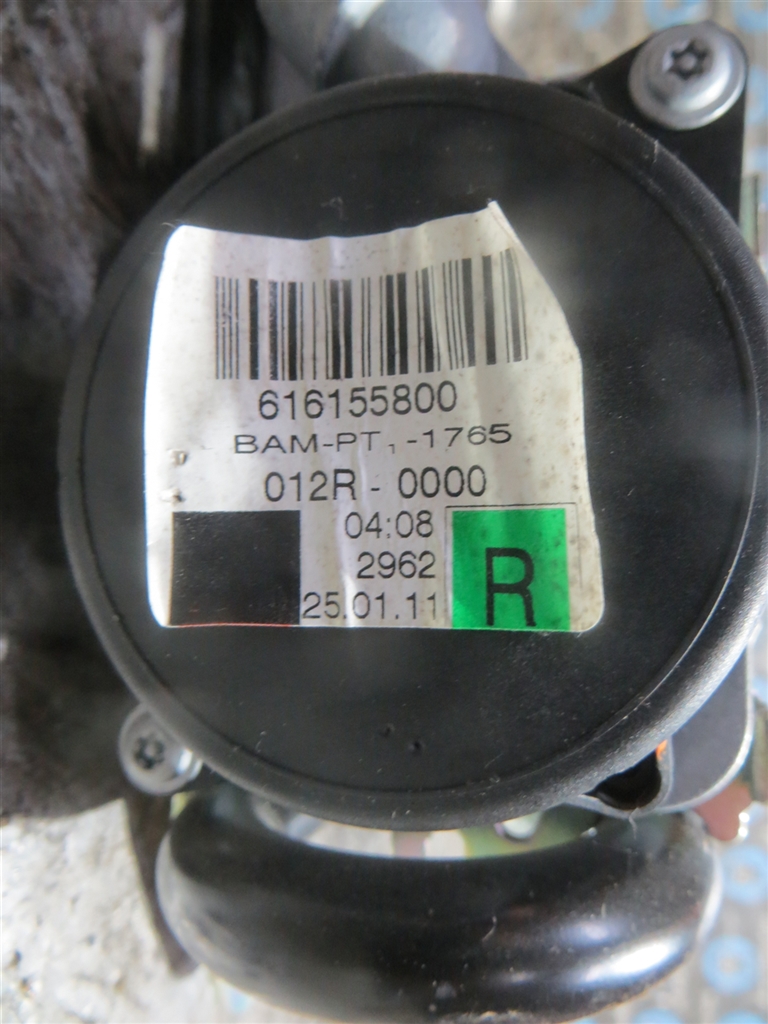 616155800
BAM-PT₁-1765
012R - 0000
04:08
2962
25.01.11
R